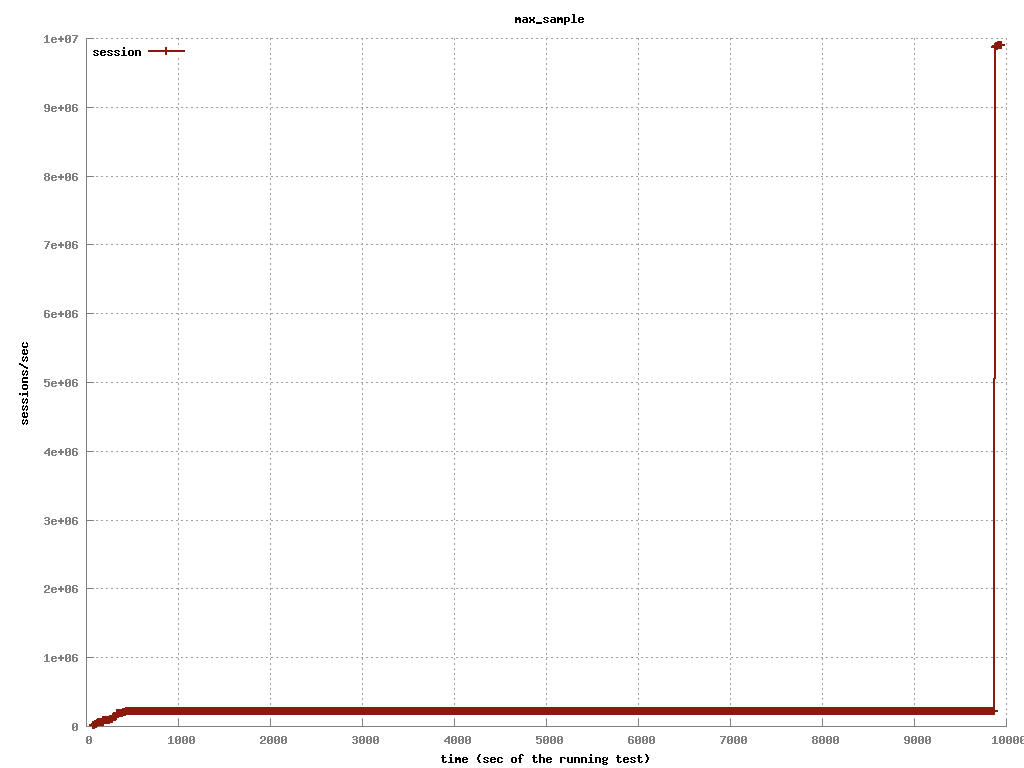 max_sample
1e+07
session
9e+06
8e+06
7e+06
6e+06
5e+06
4e+06
3e+06
2e+06
1e+06
0
sessions/sec
0 1000 2000 3000 4000 5000 6000 7000 8000 9000 10000
time (sec of the running test)